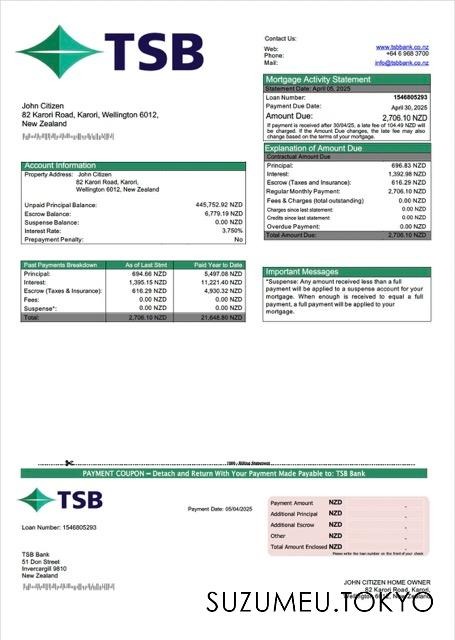 TSB
Contact Us:
Web: www.tsbbank.co.nz
Phone: +64 6 968 3700
Mail: info@tsbbank.co.nz
John Citizen
82 Karori Road, Karori, Wellington 6012,
New Zealand
Mortgage Activity Statement
Statement Date: April 05, 2025
Loan Number: 1546805293
Payment Due Date: April 30, 2025
Amount Due: 2,706.10 NZD
If payment is received after 30/04/25, a late fee of 104.49 NZD will
be charged. If the Amount Due changes, the late fee may also
change based on the terms of your mortgage.
Account Information
Property Address: John Citizen
82 Karori Road, Karori,
Wellington 6012, New Zealand
Unpaid Principal Balance: 445,752.92 NZD
Escrow Balance: 6,779.19 NZD
Suspense Balance: 0.00 NZD
Interest Rate: 3.750%
Prepayment Penalty: No
Explanation of Amount Due
Contractual Amount Due
Principal: 696.83 NZD
Interest: 1,392.98 NZD
Escrow (Taxes and Insurance): 616.29 NZD
Regular Monthly Payment: 2,706.10 NZD
Fees & Charges (total outstanding) 0.00 NZD
Charges since last statement: 0.00 NZD
Credits since last statement: 0.00 NZD
Overdue Payment: 0.00 NZD
Total Amount Due: 2,706.10 NZD
Past Payments Breakdown As of Last Stmt Paid Year to Date
Principal: 694.66 NZD 5,497.08 NZD
Interest: 1,395.15 NZD 11,221.40 NZD
Escrow (Taxes & Insurance): 616.29 NZD 4,930.32 NZD
Fees: 0.00 NZD 0.00 NZD
Suspense*: 0.00 NZD 0.00 NZD
Total: 2,706.10 NZD 21,648.80 NZD
Important Messages
*Suspense: Any amount received less than a full
payment will be applied to a suspense account for your
mortgage. When enough is received to equal a full
payment, a full payment will be applied to your
mortgage.
PAYMENT COUPON – Detach and Return With Your Payment Made Payable to: TSB Bank
TSB
Payment Date: 05/04/2025
Loan Number: 1546805293
Payment Amount NZD -
Additional Principal NZD -
Additional Escrow NZD -
Other NZD -
Total Amount Enclosed NZD -
Please write the loan number on the front of your check
TSB Bank
51 Don Street
Invercargill 9810
New Zealand
JOHN CITIZEN HOME OWNER
82 Karori Road, Karori,
SUZUMEU.TOKYO